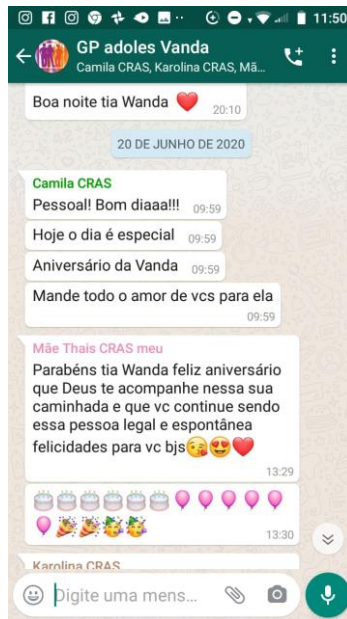 11:50
GP adoles Vanda
Camila CRAS, Karolina CRAS, Mã...
Boa noite tia Wanda ❤️
20:10
20 DE JUNHO DE 2020
Camila CRAS
Pessoal! Bom diaaa!!! 09:59
Hoje o dia é especial 09:59
Aniversário da Vanda 09:59
Mande todo o amor de vcs para ela
09:59
Mãe Thais CRAS meu
Parabéns tia Wanda feliz aniversário
que Deus te acompanhe nessa sua
caminhada e que vc continue sendo
essa pessoa legal e espontânea
felicidades para vc bjs😘😍❤️
13:29
🎂🎂🎂🎂🎂🎂🎈🎈🎈🎈🎈
🎈🎉🎉🥳🥳
13:30
Karolina CRAS
Digite uma mens...